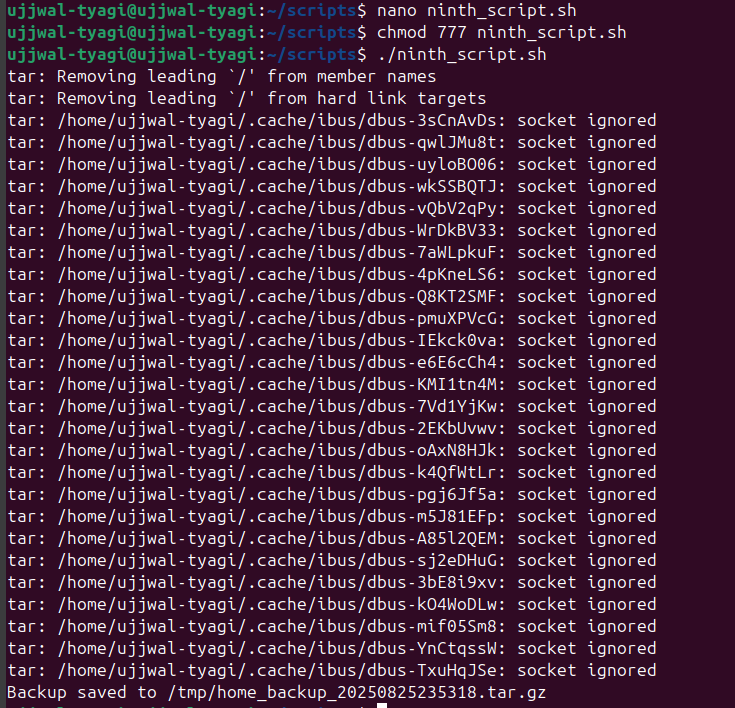 ujjwal-tyagi@ujjwal-tyagi:~/scripts$ nano ninth_script.sh
ujjwal-tyagi@ujjwal-tyagi:~/scripts$ chmod 777 ninth_script.sh
ujjwal-tyagi@ujjwal-tyagi:~/scripts$ ./ninth_script.sh
tar: Removing leading `/' from member names
tar: Removing leading `/' from hard link targets
tar: /home/ujjwal-tyagi/.cache/ibus/dbus-3sCnAvDs: socket ignored
tar: /home/ujjwal-tyagi/.cache/ibus/dbus-qwlJMu8t: socket ignored
tar: /home/ujjwal-tyagi/.cache/ibus/dbus-uyloBO06: socket ignored
tar: /home/ujjwal-tyagi/.cache/ibus/dbus-wkSSBQTJ: socket ignored
tar: /home/ujjwal-tyagi/.cache/ibus/dbus-vQbV2qPy: socket ignored
tar: /home/ujjwal-tyagi/.cache/ibus/dbus-WrDkBV33: socket ignored
tar: /home/ujjwal-tyagi/.cache/ibus/dbus-7aWLpkuF: socket ignored
tar: /home/ujjwal-tyagi/.cache/ibus/dbus-4pKneLS6: socket ignored
tar: /home/ujjwal-tyagi/.cache/ibus/dbus-Q8KT2SMF: socket ignored
tar: /home/ujjwal-tyagi/.cache/ibus/dbus-pmuXPVcG: socket ignored
tar: /home/ujjwal-tyagi/.cache/ibus/dbus-IEkck0va: socket ignored
tar: /home/ujjwal-tyagi/.cache/ibus/dbus-e6E6cCh4: socket ignored
tar: /home/ujjwal-tyagi/.cache/ibus/dbus-KMI1tn4M: socket ignored
tar: /home/ujjwal-tyagi/.cache/ibus/dbus-7Vd1YjKw: socket ignored
tar: /home/ujjwal-tyagi/.cache/ibus/dbus-2EKbUvwv: socket ignored
tar: /home/ujjwal-tyagi/.cache/ibus/dbus-oAxN8HJk: socket ignored
tar: /home/ujjwal-tyagi/.cache/ibus/dbus-k4QfWtLr: socket ignored
tar: /home/ujjwal-tyagi/.cache/ibus/dbus-pgj6Jf5a: socket ignored
tar: /home/ujjwal-tyagi/.cache/ibus/dbus-m5J81EFp: socket ignored
tar: /home/ujjwal-tyagi/.cache/ibus/dbus-A85l2QEM: socket ignored
tar: /home/ujjwal-tyagi/.cache/ibus/dbus-sj2eDHuG: socket ignored
tar: /home/ujjwal-tyagi/.cache/ibus/dbus-3bE8i9xv: socket ignored
tar: /home/ujjwal-tyagi/.cache/ibus/dbus-kO4WoDLw: socket ignored
tar: /home/ujjwal-tyagi/.cache/ibus/dbus-mif05Sm8: socket ignored
tar: /home/ujjwal-tyagi/.cache/ibus/dbus-YnCtqssW: socket ignored
tar: /home/ujjwal-tyagi/.cache/ibus/dbus-TxuHqJSe: socket ignored
Backup saved to /tmp/home_backup_20250825235318.tar.gz